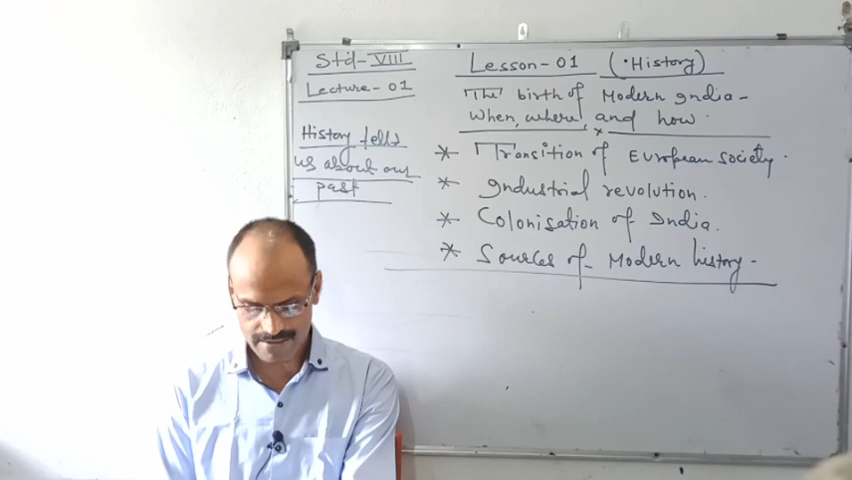 Std-VIII
Lecture-01
History tells
us about our
past
Lesson-01 (History)
The birth of Modern India-
When, where, and how.
* Transition of European society.
* Industrial revolution.
* Colonisation of India.
* Sources of Modern history.